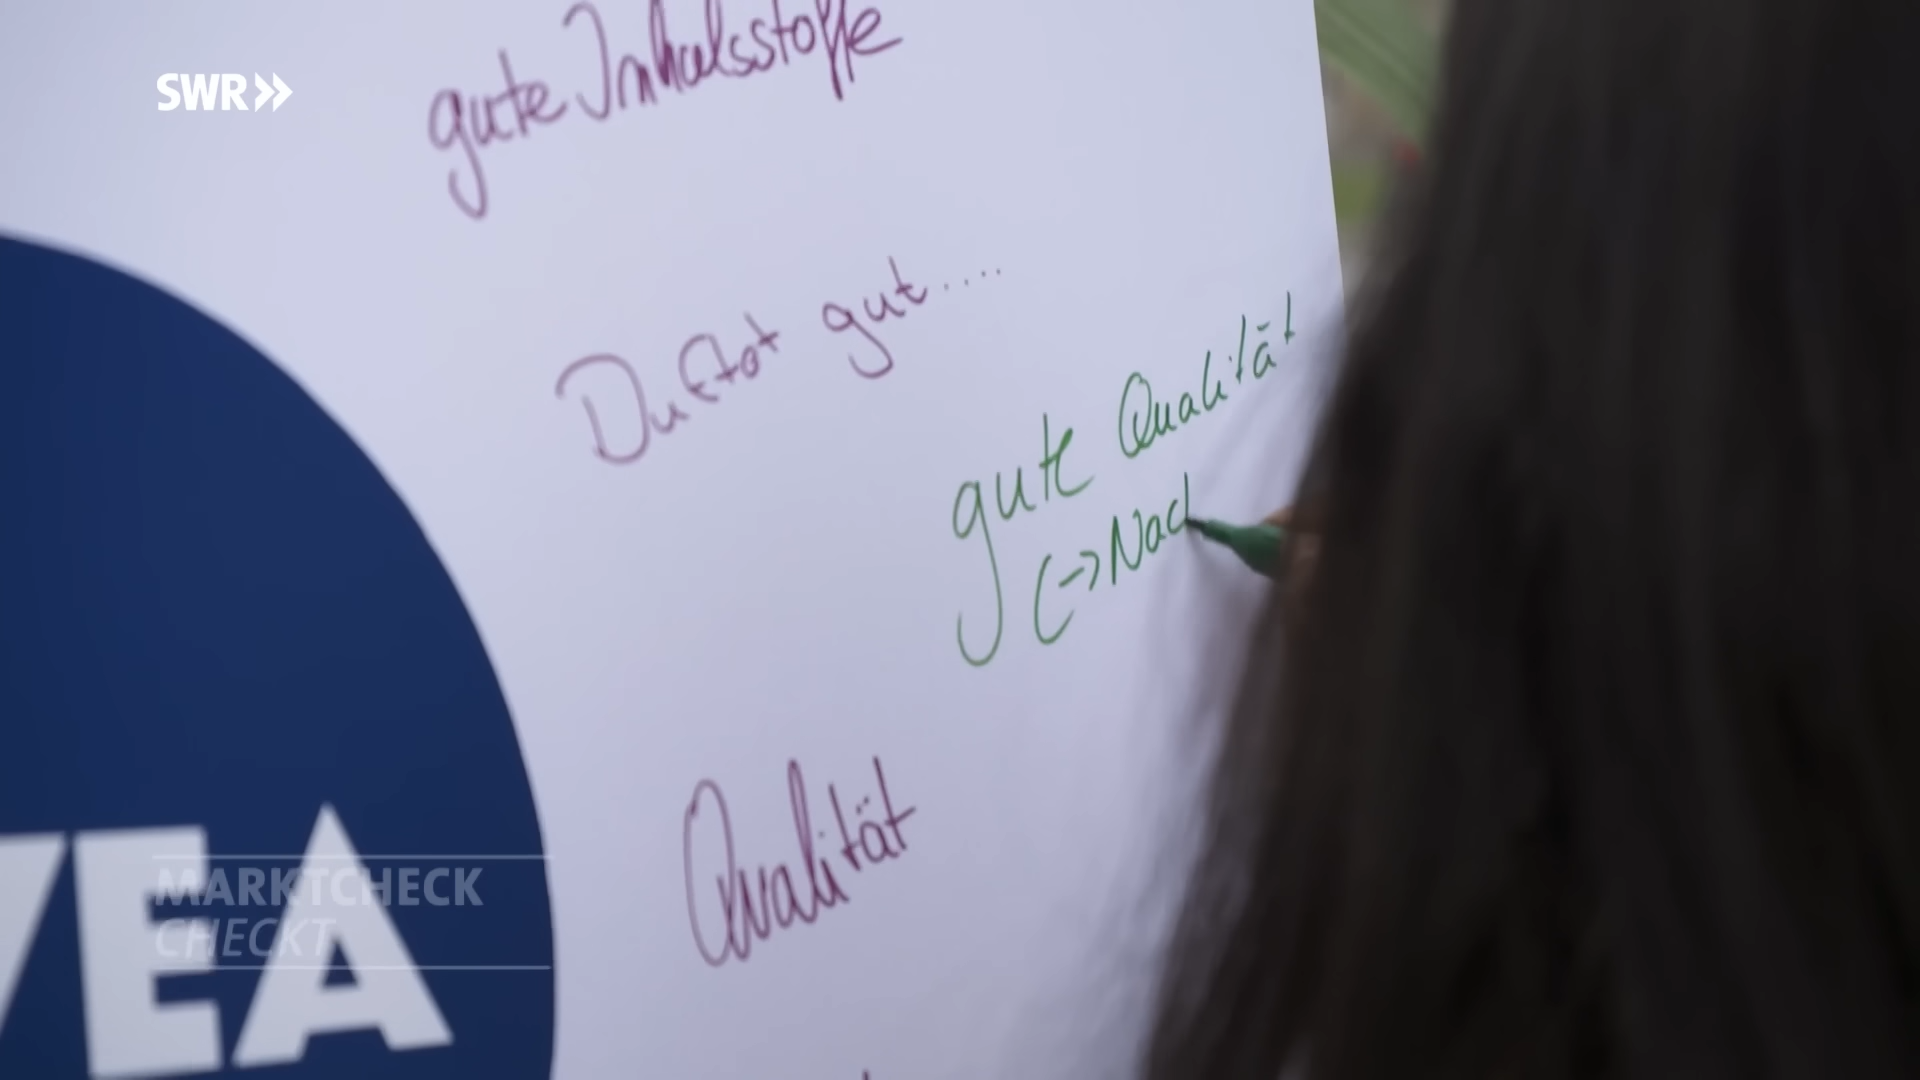 SWR
gute Inhalsstoffe
Duftet gut.....
gute Qualität
(->Nach
Qualität
VEA
MARKTCHECK
CHECKT